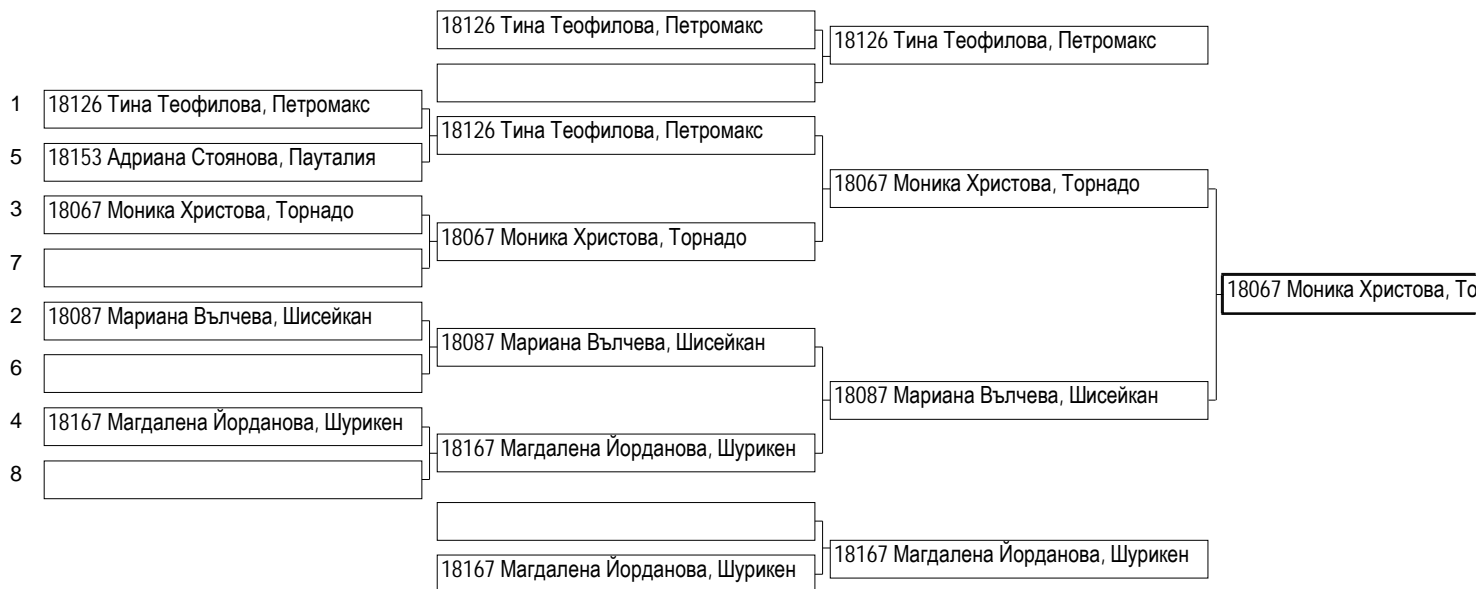 18126 Тина Теофилова, Петромакс
18126 Тина Теофилова, Петромакс
1 18126 Тина Теофилова, Петромакс
18126 Тина Теофилова, Петромакс
5 18153 Адриана Стоянова, Пауталия
18067 Моника Христова, Торнадо
3 18067 Моника Христова, Торнадо
18067 Моника Христова, Торнадо
7
18067 Моника Христова, То
2 18087 Мариана Вълчева, Шисейкан
18087 Мариана Вълчева, Шисейкан
6
18087 Мариана Вълчева, Шисейкан
4 18167 Магдалена Йорданова, Шурикен
18167 Магдалена Йорданова, Шурикен
8
18167 Магдалена Йорданова, Шурикен
18167 Магдалена Йорданова, Шурикен